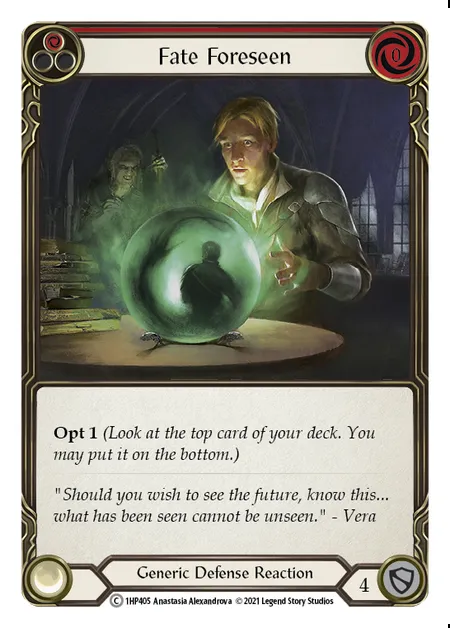 Fate Foreseen
0
Opt 1 (Look at the top card of your deck. You
may put it on the bottom.)
"Should you wish to see the future, know this...
what has been seen cannot be unseen." - Vera
Generic Defense Reaction
4
C 1HP405 Anastasia Alexandrova © 2021 Legend Story Studios